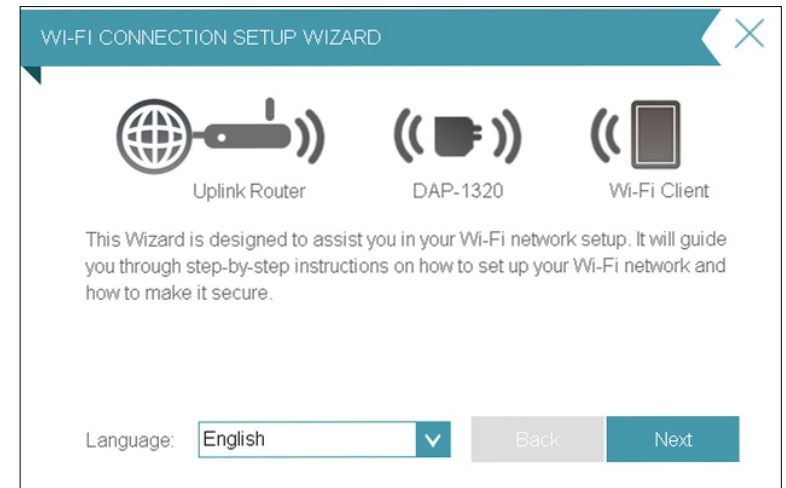 WI-FI CONNECTION SETUP WIZARD
Uplink Router
DAP-1320
Wi-Fi Client
This Wizard is designed to assist you in your Wi-Fi network setup. It will guide
you through step-by-step instructions on how to set up your Wi-Fi network and
how to make it secure.
Language:
English
Back
Next